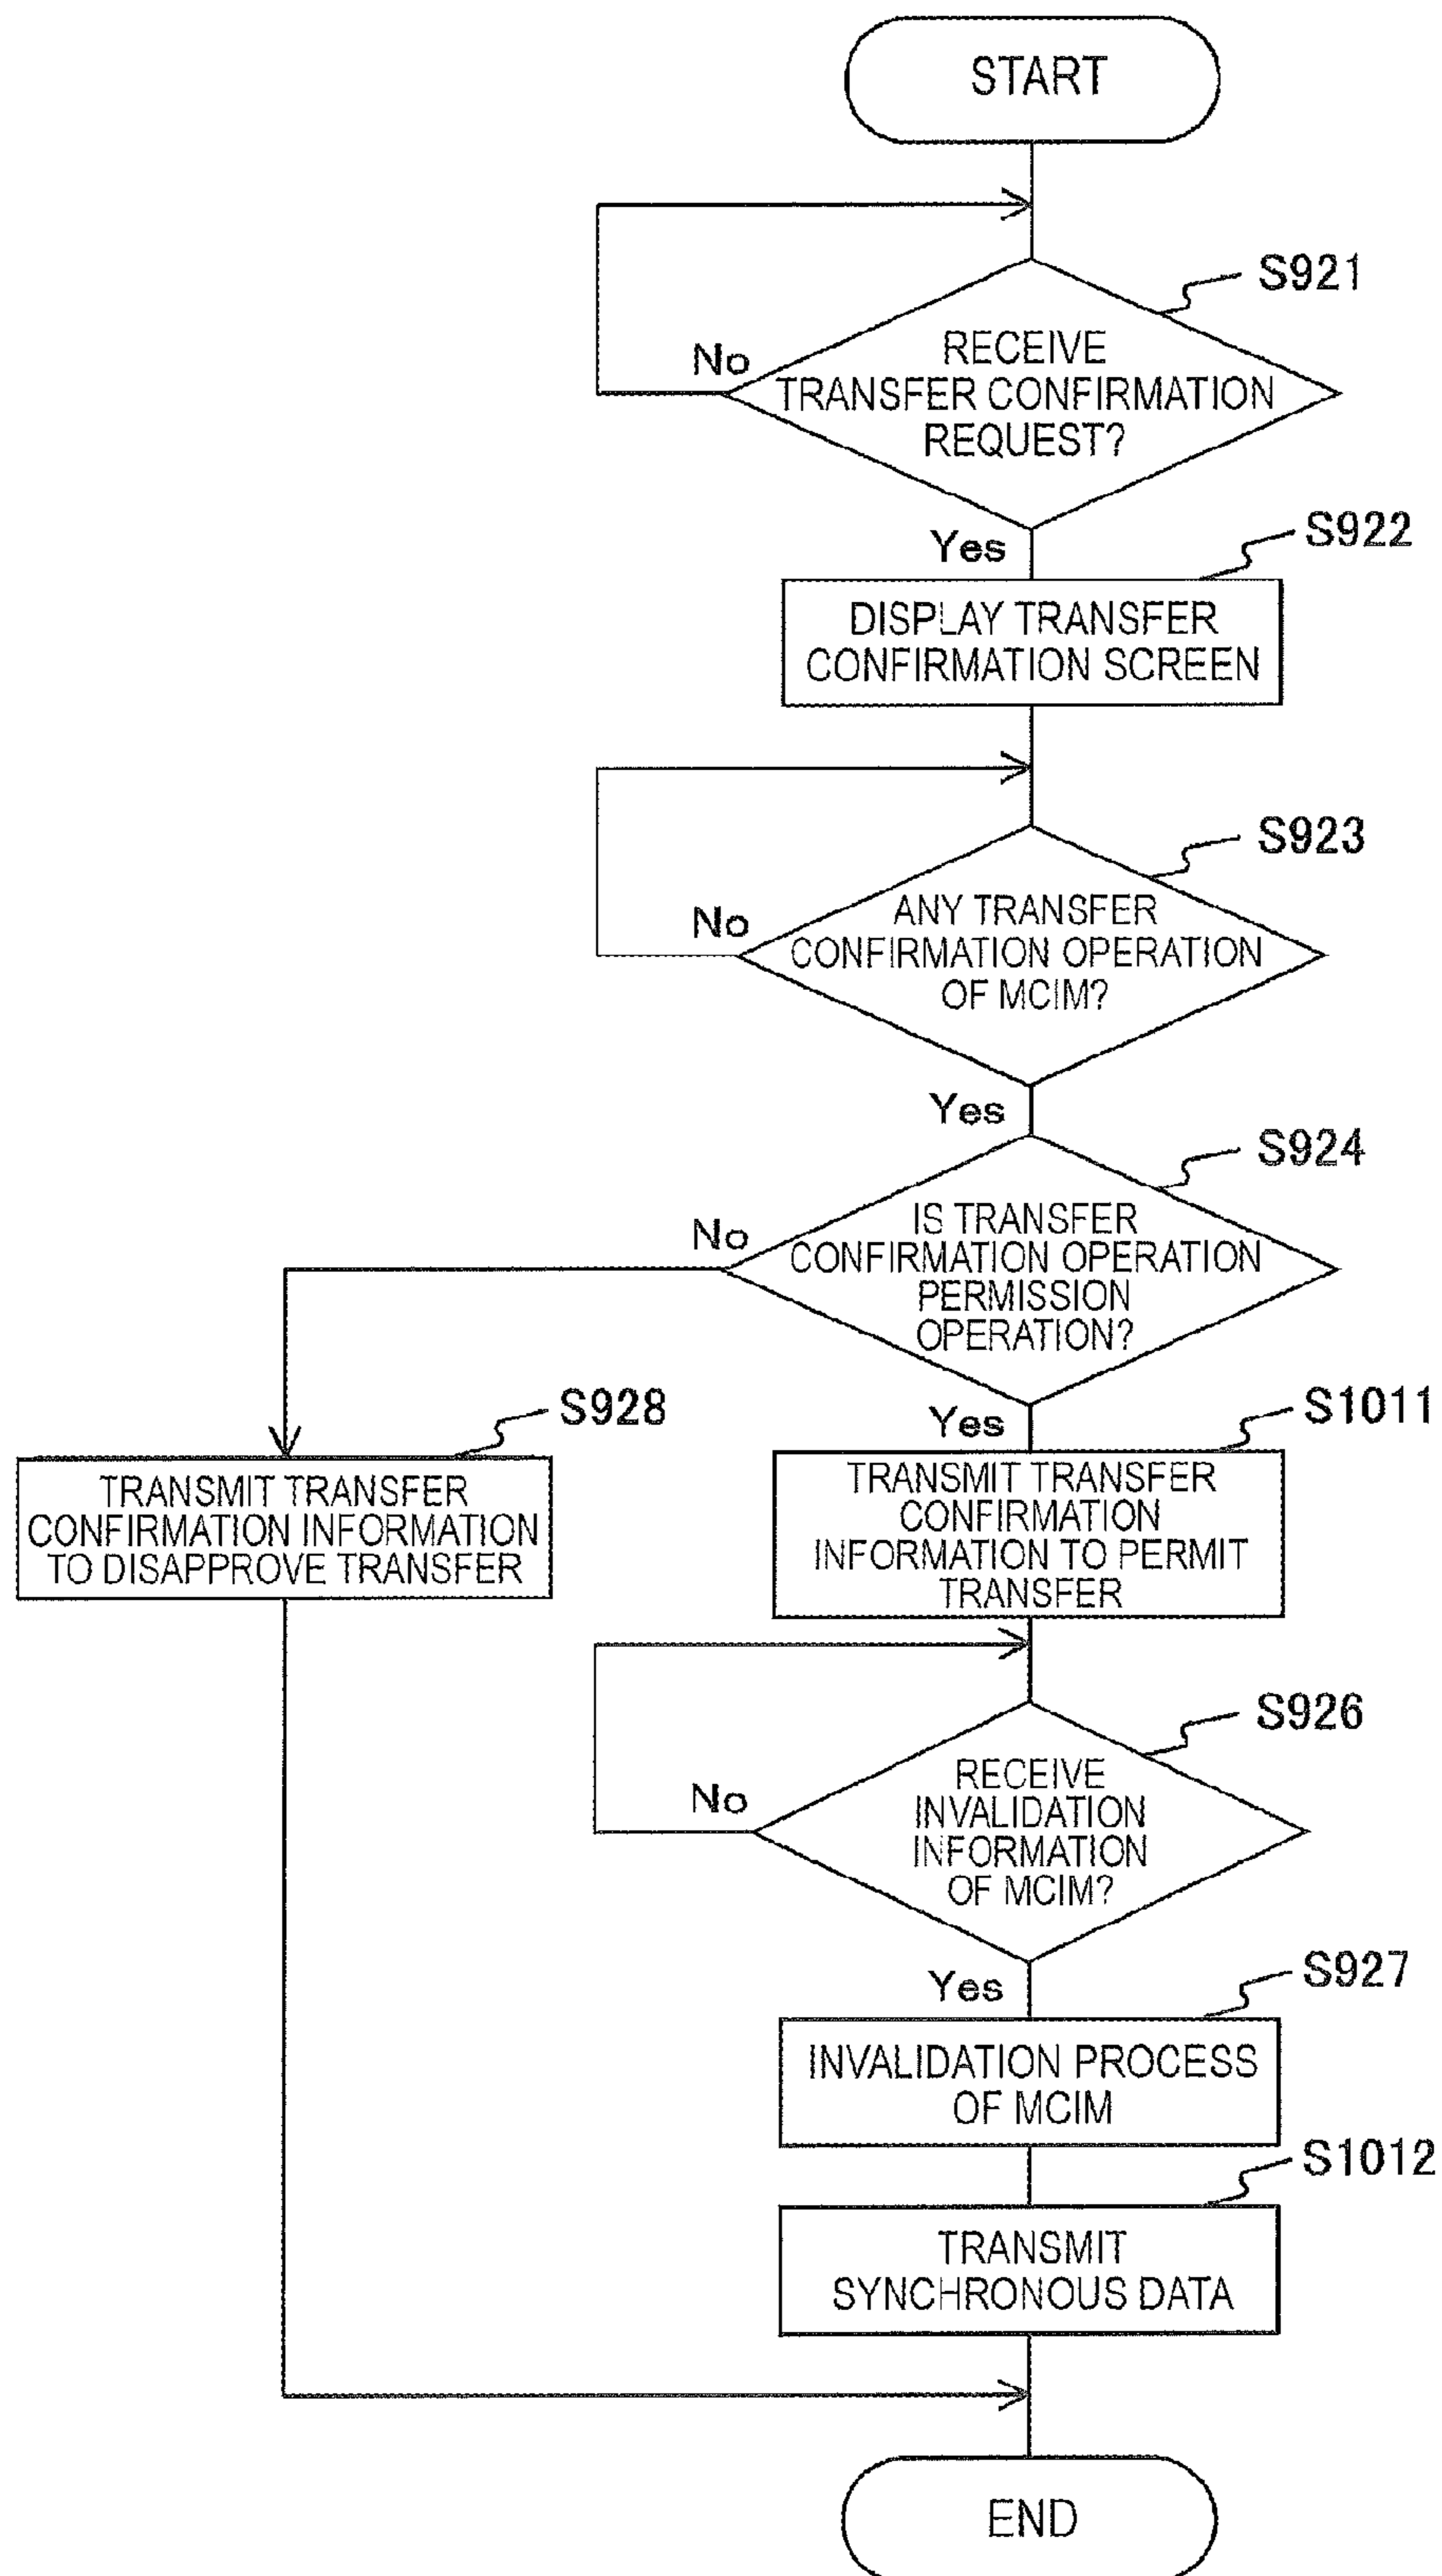 START
S921
RECEIVE
TRANSFER CONFIRMATION
REQUEST?
No
Yes
S922
DISPLAY TRANSFER
CONFIRMATION SCREEN
S923
ANY TRANSFER
CONFIRMATION OPERATION
OF MCIM?
No
Yes
S924
IS TRANSFER
CONFIRMATION OPERATION
PERMISSION
OPERATION?
No
Yes
S928
TRANSMIT TRANSFER
CONFIRMATION INFORMATION
TO DISAPPROVE TRANSFER
S1011
TRANSMIT TRANSFER
CONFIRMATION
INFORMATION TO PERMIT
TRANSFER
S926
RECEIVE
INVALIDATION
INFORMATION
OF MCIM?
No
Yes
S927
INVALIDATION PROCESS
OF MCIM
S1012
TRANSMIT
SYNCHRONOUS DATA
END